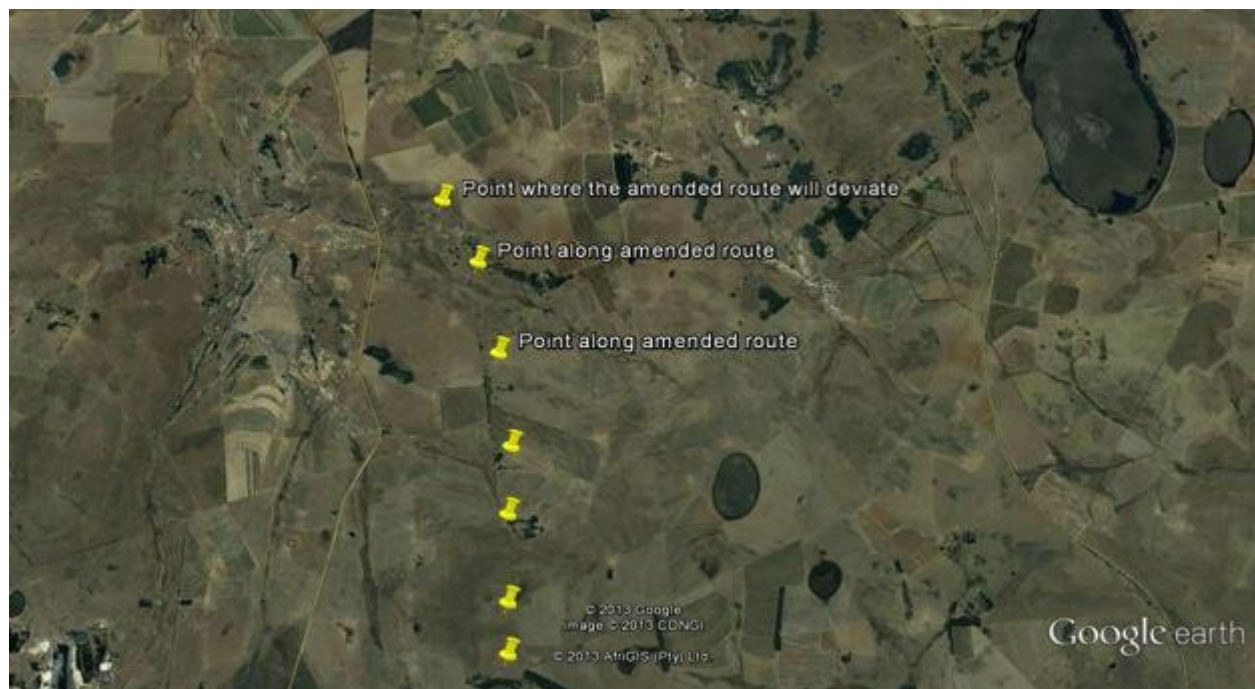 Point where the amended route will deviate
Point along amended route
Point along amended route
© 2013 Google
Image © 2013 CDNGI
© 2013 AfriGIS (Pty) Ltd.
Google earth